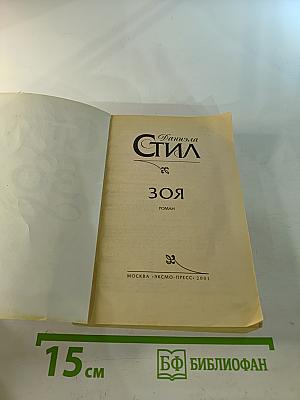 Даниэла
СТИЛ
ЗОЯ
РОМАН
МОСКВА «ЭКСМО-ПРЕСС» 2001
15 см
БФ БИБЛИОФАН